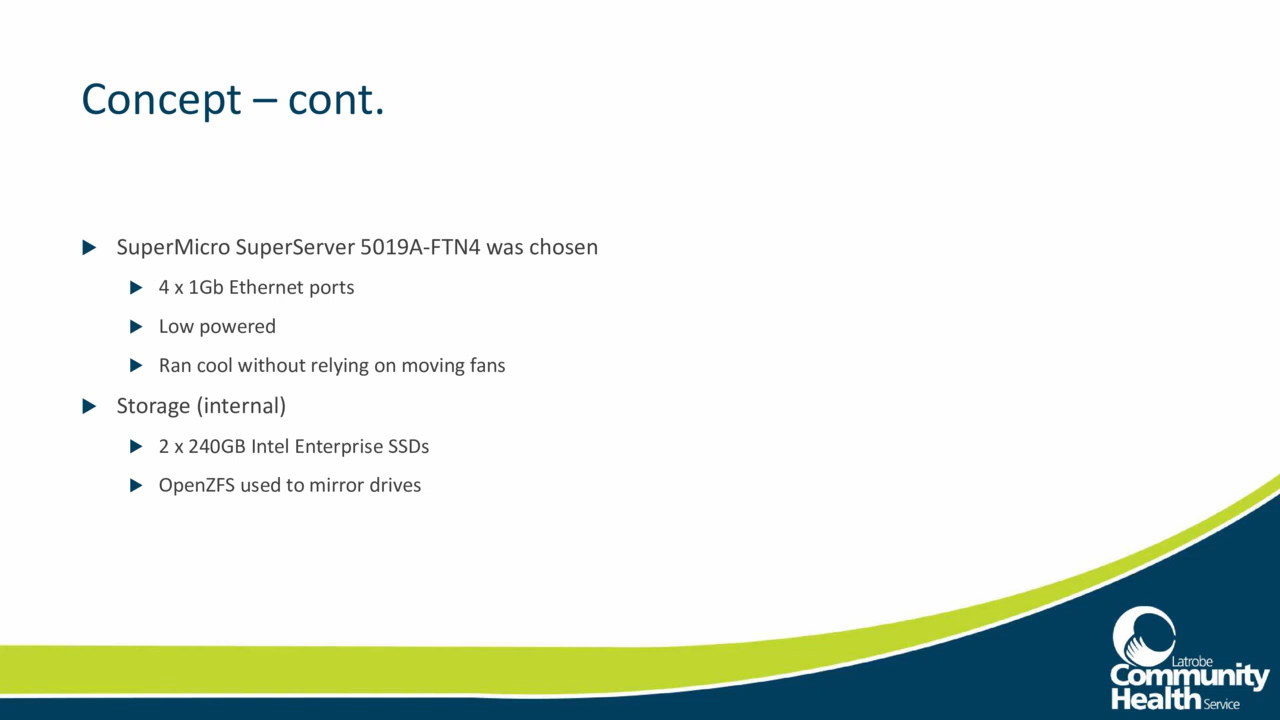 Concept – cont.
SuperMicro SuperServer 5019A-FTN4 was chosen
4 x 1Gb Ethernet ports
Low powered
Ran cool without relying on moving fans
Storage (internal)
2 x 240GB Intel Enterprise SSDs
OpenZFS used to mirror drives
Latrobe
Community
Health Service